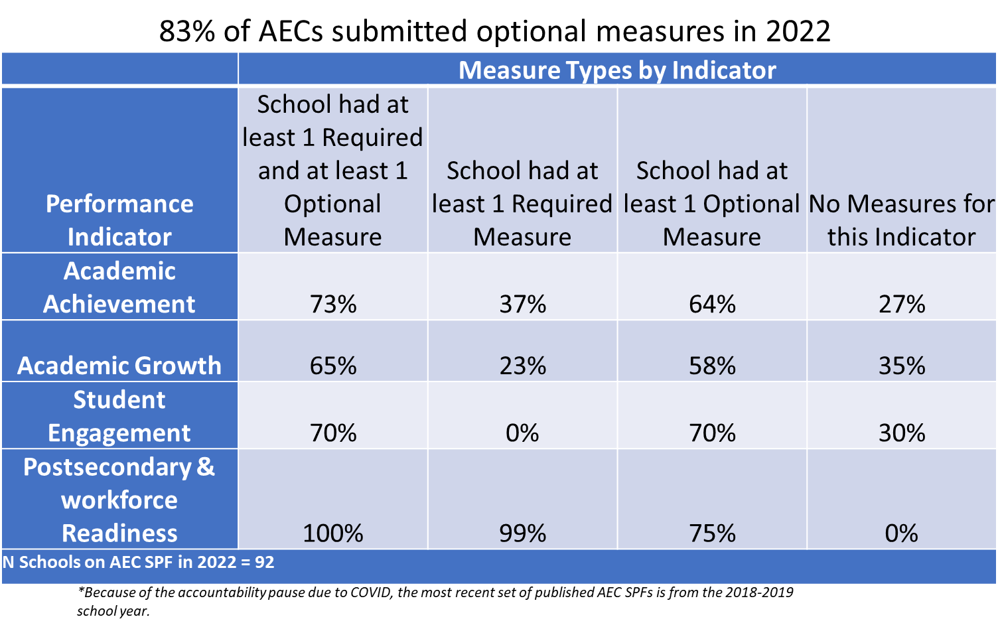 83% of AECs submitted optional measures in 2022
Measure Types by Indicator
Performance
Indicator
School had at
least 1 Required
and at least 1
Optional
Measure
School had at
least 1 Required
Measure
School had at
least 1 Optional
Measure
No Measures for
this Indicator
Academic
Achievement
73%
37%
64%
27%
Academic Growth
65%
23%
58%
35%
Student
Engagement
70%
0%
70%
30%
Postsecondary &
workforce
Readiness
100%
99%
75%
0%
N Schools on AEC SPF in 2022 = 92
*Because of the accountability pause due to COVID, the most recent set of published AEC SPFs is from the 2018-2019
school year.